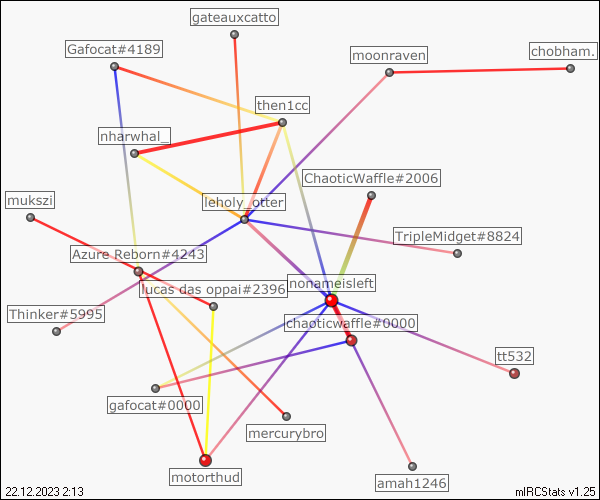 gateauxcatto
Gafocat#4189
moonraven
chobham.
then1cc
nharwhal_
ChaoticWaffle#2006
mukszi
leholy_otter
TripleMidget#8824
Azure Reborn#4243
nonameisleft
lucas das oppai#2396
Thinker#5995
chaoticwaffle#0000
tt532
gafocat#0000
mercurybro
motorthud
amah1246
22.12.2023 2:13
mIRCStats v1.25